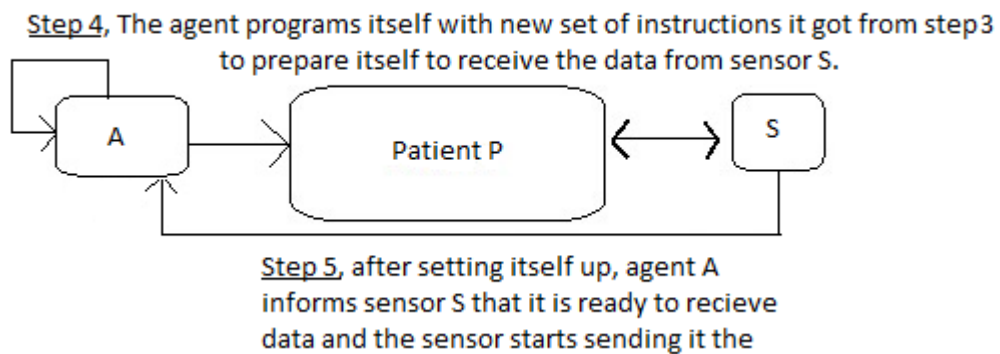 Step 4, The agent programs itself with new set of instructions it got from step3
to prepare itself to receive the data from sensor S.
A
Patient P
S
Step 5, after setting itself up, agent A
informs sensor S that it is ready to recieve
data and the sensor starts sending it the